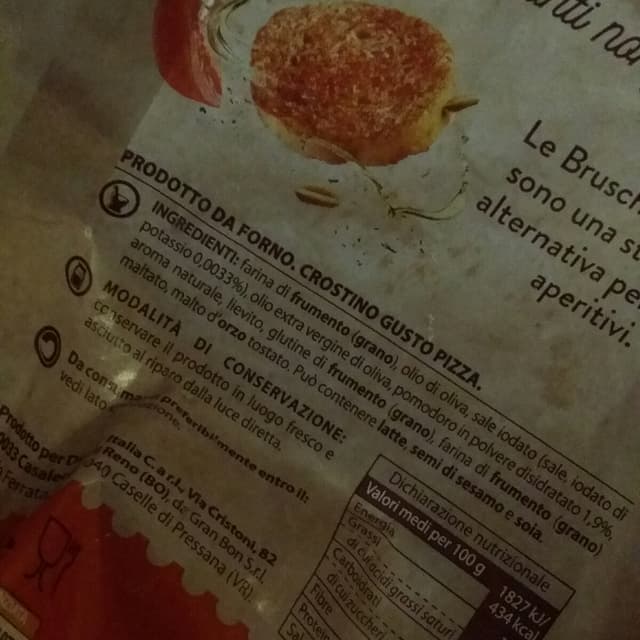 Le Brusch
sono una st
alternativa pe
aperitivi.
PRODOTTO DA FORNO. CROSTINO GUSTO PIZZA.
INGREDIENTI: farina di frumento (grano), olio di oliva, sale iodato (sale, iodato di
potassio 0,0033%), olio extra vergine di oliva, pomodoro in polvere disidratato 1,9%,
aroma naturale, lievito, glutine di frumento (grano), farina di frumento (grano)
maltato, malto d'orzo tostato. Può contenere latte, semi di sesamo e soia.
MODALITÀ DI CONSERVAZIONE:
conservare il prodotto in luogo fresco e
asciutto al riparo dalla luce diretta.
Da consumarsi preferibilmente entro il:
vedi lato
Italia C. a r.l. Via Cristoni, 82
Reno (BO), da Gran Bon S.r.l.
40 Caselle di Pressana (VR)
Dichiarazione nutrizionale
Valori medi per 100 g
Energia 1827 kJ/
434 kcal
Grassi
di cui acidi grassi saturi
Carboidrati
di cui zuccheri
Fibre
Proteine
Sale